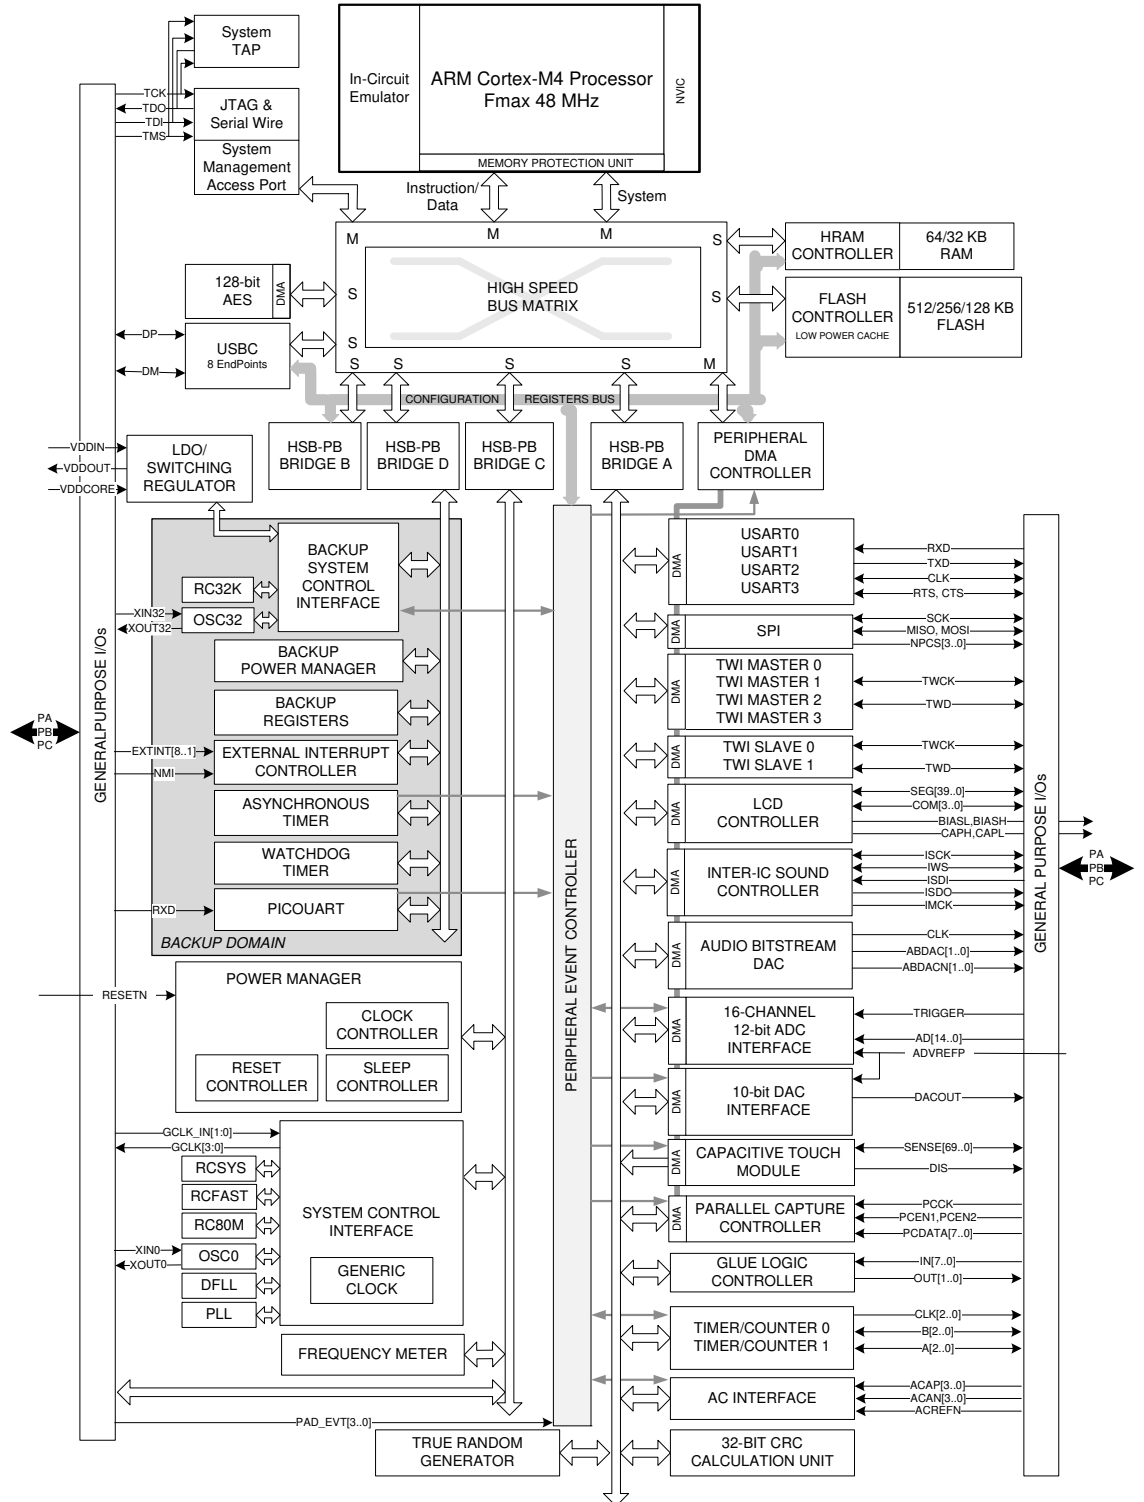 System
TAP
In-Circuit
Emulator
ARM Cortex-M4 Processor
Fmax 48 MHz
NVIC
MEMORY PROTECTION UNIT
TCK
TDO
TDI
TMS
JTAG &
Serial Wire
System
Management
Access Port
Instruction/
Data
System
M
M
M
S
HRAM
CONTROLLER
64/32 KB
RAM
128-bit
AES
DMA
S
HIGH SPEED
BUS MATRIX
S
FLASH
CONTROLLER
LOW POWER CACHE
512/256/128 KB
FLASH
DP
DM
USBC
8 EndPoints
S
S
S
S
S
M
CONFIGURATION
REGISTERS BUS
VDDIN
VDDOUT
VDDCORE
LDO/
SWITCHING
REGULATOR
HSB-PB
BRIDGE B
HSB-PB
BRIDGE D
HSB-PB
BRIDGE C
HSB-PB
BRIDGE A
PERIPHERAL
DMA
CONTROLLER
GENERALPURPOSE I/Os
PA
PB
PC
BACKUP
SYSTEM
CONTROL
INTERFACE
RC32K
XIN32
XOUT32
OSC32
BACKUP
POWER MANAGER
BACKUP
REGISTERS
EXTINT[8..1]
NMI
EXTERNAL INTERRUPT
CONTROLLER
ASYNCHRONOUS
TIMER
WATCHDOG
TIMER
RXD
PICOUART
BACKUP DOMAIN
RESETN
POWER MANAGER
CLOCK
CONTROLLER
RESET
CONTROLLER
SLEEP
CONTROLLER
GCLK_IN[1:0]
GCLK[3:0]
RCSYS
RCFAST
RC80M
XIN0
XOUT0
OSC0
DFLL
PLL
SYSTEM CONTROL
INTERFACE
GENERIC
CLOCK
FREQUENCY METER
PAD_EVT[3..0]
TRUE RANDOM
GENERATOR
PERIPHERAL EVENT CONTROLLER
DMA
USART0
USART1
USART2
USART3
RXD
TXD
CLK
RTS, CTS
DMA
SPI
SCK
MISO, MOSI
NPCS[3..0]
DMA
TWI MASTER 0
TWI MASTER 1
TWI MASTER 2
TWI MASTER 3
TWCK
TWD
DMA
TWI SLAVE 0
TWI SLAVE 1
TWCK
TWD
DMA
LCD
CONTROLLER
SEG[39..0]
COM[3..0]
BIASL,BIASH
CAPH,CAPL
DMA
INTER-IC SOUND
CONTROLLER
ISCK
IWS
ISDI
ISDO
IMCK
DMA
AUDIO BITSTREAM
DAC
CLK
ABDAC[1..0]
ABDACN[1..0]
DMA
16-CHANNEL
12-bit ADC
INTERFACE
TRIGGER
AD[14..0]
ADVREFP
DMA
10-bit DAC
INTERFACE
DACOUT
DMA
CAPACITIVE TOUCH
MODULE
SENSE[69..0]
DIS
DMA
PARALLEL CAPTURE
CONTROLLER
PCCK
PCEN1,PCEN2
PCDATA[7..0]
GLUE LOGIC
CONTROLLER
IN[7..0]
OUT[1..0]
TIMER/COUNTER 0
TIMER/COUNTER 1
CLK[2..0]
B[2..0]
A[2..0]
AC INTERFACE
ACAP[3..0]
ACAN[3..0]
ACREFN
32-BIT CRC
CALCULATION UNIT
GENERAL PURPOSE I/Os
PA
PB
PC